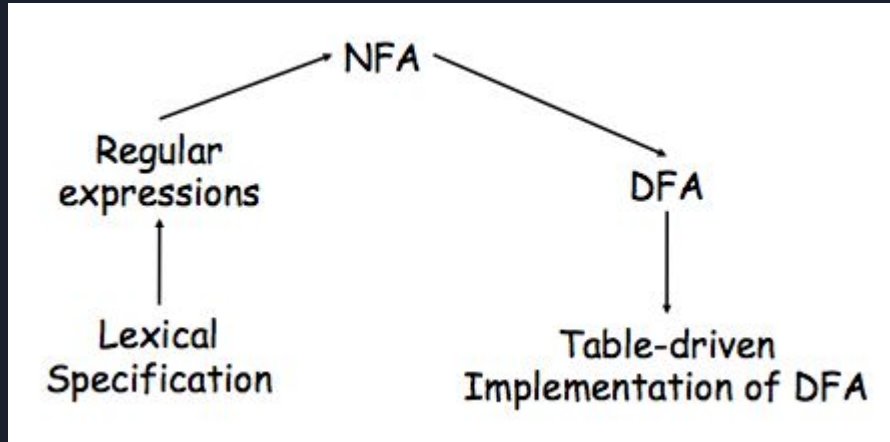 NFA
Regular
expressions
DFA
Lexical
Specification
Table-driven
Implementation of DFA